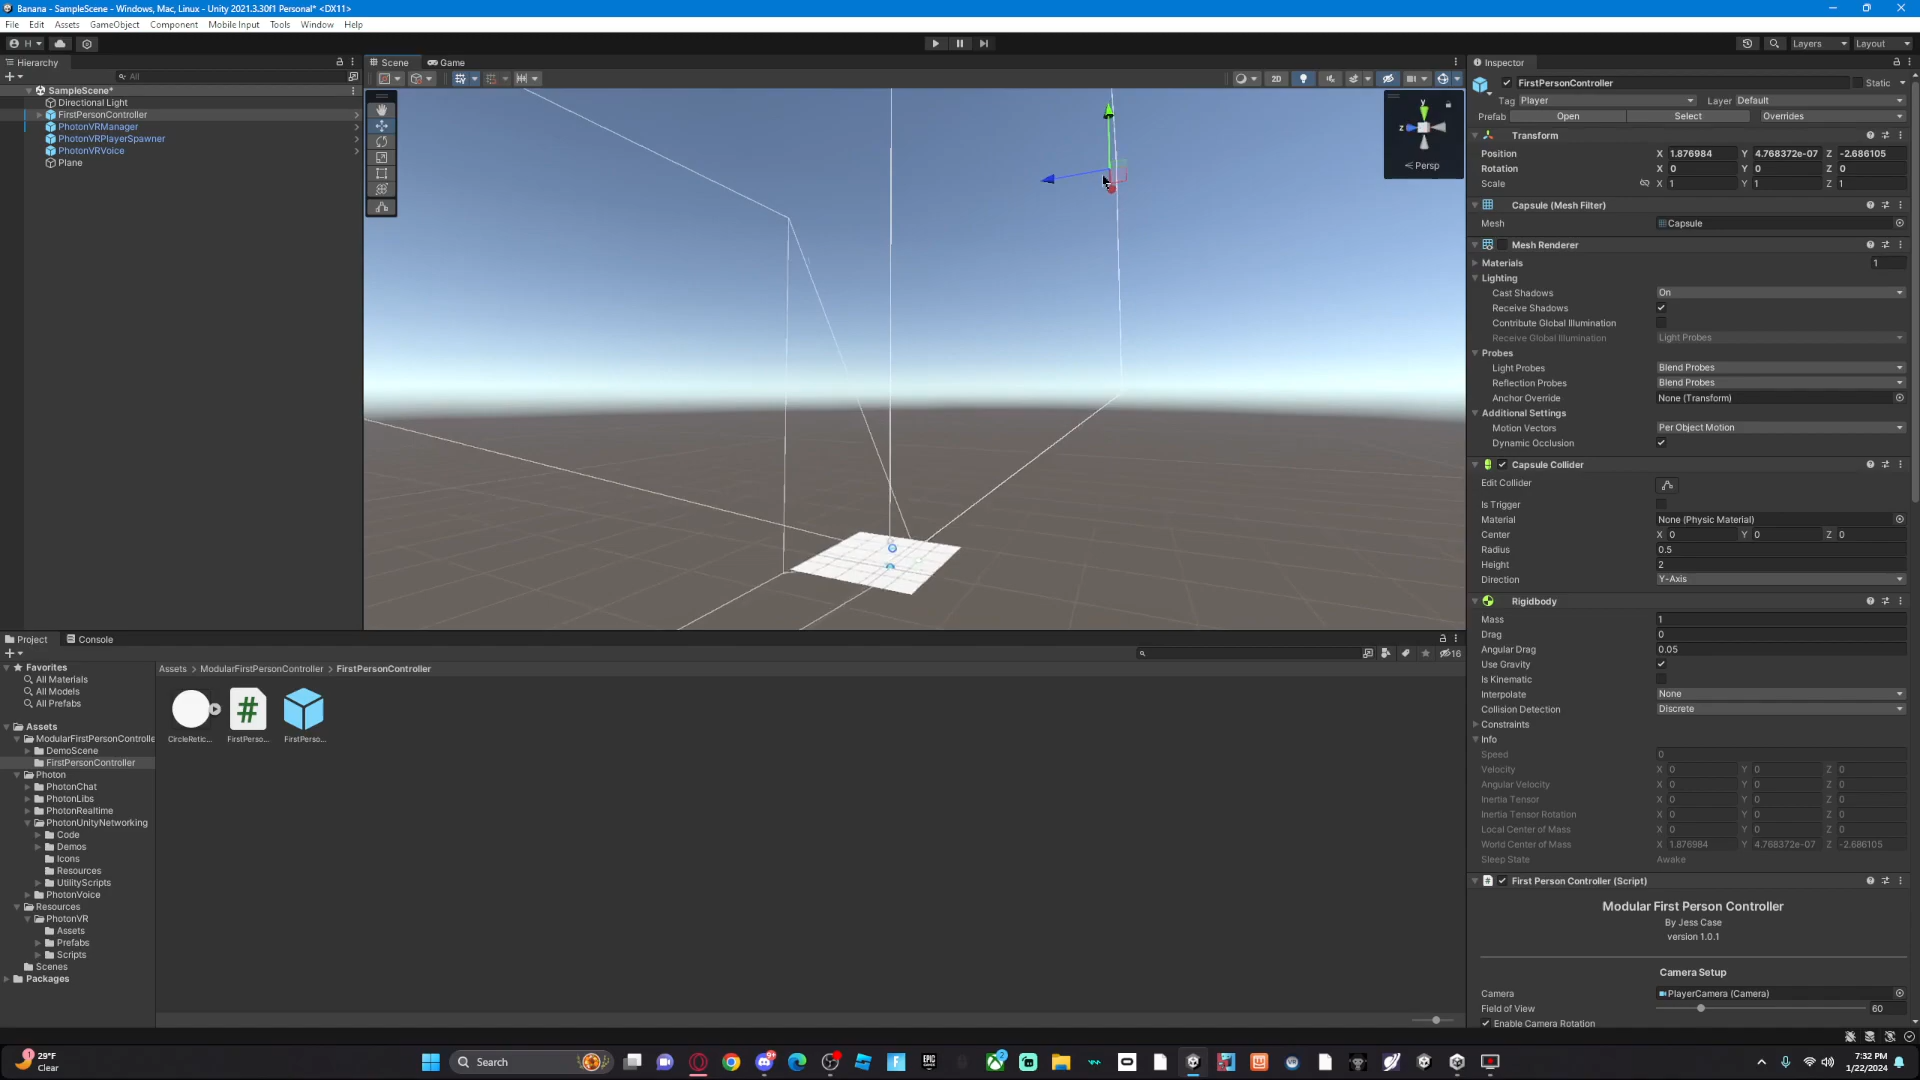 Banana - SampleScene - Windows, Mac, Linux - Unity 2021.3.30f1 Personal* <DX11>
File Edit Assets GameObject Component Mobile Input Tools Window Help
H Layers Layout
Hierarchy
All
SampleScene*
Directional Light
FirstPersonController
PhotonVRManager
PhotonVRPlayerSpawner
PhotonVRVoice
Plane
Scene Game
2D
y
z
< Persp
Inspector
FirstPersonController Static
Tag Player Layer Default
Prefab Open Select Overrides
Transform
Position X 1.876984 Y 4.768372e-07 Z -2.686105
Rotation X 0 Y 0 Z 0
Scale X 1 Y 1 Z 1
Capsule (Mesh Filter)
Mesh Capsule
Mesh Renderer
Materials 1
Lighting
Cast Shadows On
Receive Shadows
Contribute Global Illumination
Receive Global Illumination Light Probes
Probes
Light Probes Blend Probes
Reflection Probes Blend Probes
Anchor Override None (Transform)
Additional Settings
Motion Vectors Per Object Motion
Dynamic Occlusion
Capsule Collider
Edit Collider
Is Trigger
Material None (Physic Material)
Center X 0 Y 0 Z 0
Radius 0.5
Height 2
Direction Y-Axis
Rigidbody
Mass 1
Drag 0
Angular Drag 0.05
Use Gravity
Is Kinematic
Interpolate None
Collision Detection Discrete
Constraints
Info
Speed 0
Velocity X 0 Y 0 Z 0
Angular Velocity X 0 Y 0 Z 0
Inertia Tensor X 0 Y 0 Z 0
Inertia Tensor Rotation X 0 Y 0 Z 0
Local Center of Mass X 0 Y 0 Z 0
World Center of Mass X 1.876984 Y 4.768372e-07 Z -2.686105
Sleep State Awake
First Person Controller (Script)
Modular First Person Controller
By Jess Case
version 1.0.1
Camera Setup
Camera PlayerCamera (Camera)
Field of View 60
Enable Camera Rotation
Project Console
16
Favorites
All Materials
All Models
All Prefabs
Assets
ModularFirstPersonControlle
DemoScene
FirstPersonController
Photon
PhotonChat
PhotonLibs
PhotonRealtime
PhotonUnityNetworking
Code
Demos
Icons
Resources
UtilityScripts
PhotonVoice
Resources
PhotonVR
Assets
Prefabs
Scripts
Scenes
Packages
Assets > ModularFirstPersonController > FirstPersonController
CircleRetic... FirstPerso... FirstPerso...
29°F
Clear
Search
7:32 PM
1/22/2024